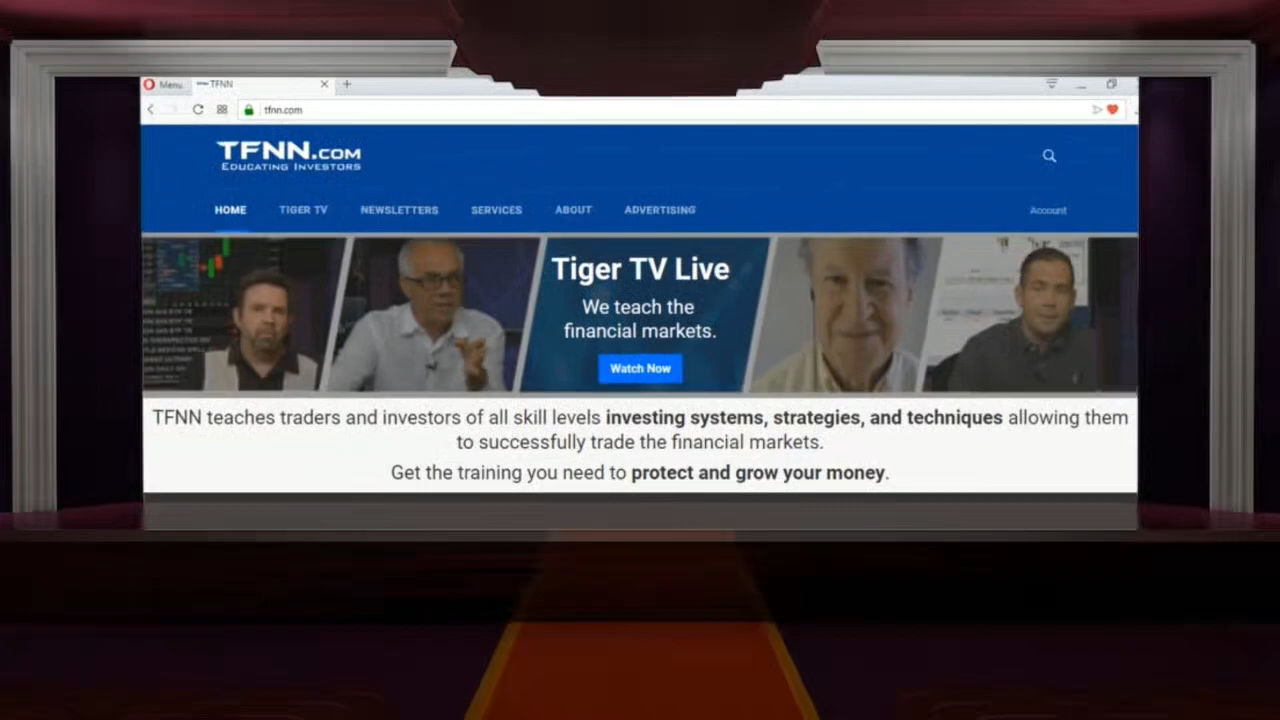 Menu
TFNN
tfnn.com
TFNN.COM
EDUCATING INVESTORS
HOME TIGER TV NEWSLETTERS SERVICES ABOUT ADVERTISING Account
Tiger TV Live
We teach the
financial markets.
Watch Now
TFNN teaches traders and investors of all skill levels investing systems, strategies, and techniques allowing them
to successfully trade the financial markets.
Get the training you need to protect and grow your money.